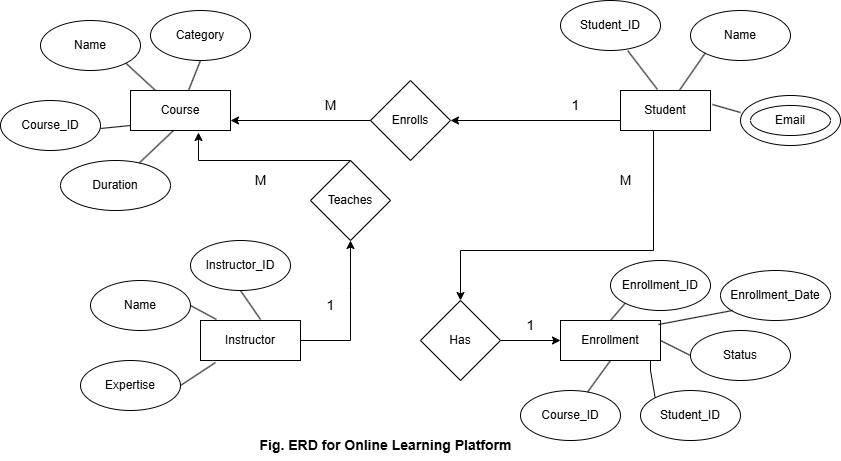 Category
Name
Student_ID
Name
Course
M
Enrolls
1
Student
Email
Course_ID
Duration
M
Teaches
M
Instructor_ID
Name
1
Instructor
Expertise
Enrollment_ID
Enrollment_Date
Has
1
Enrollment
Status
Course_ID
Student_ID
Fig. ERD for Online Learning Platform